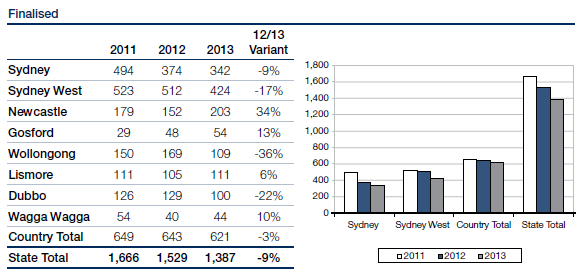 Finalised
2011 2012 2013 12/13 Variant
Sydney 494 374 342 -9%
Sydney West 523 512 424 -17%
Newcastle 179 152 203 34%
Gosford 29 48 54 13%
Wollongong 150 169 109 -36%
Lismore 111 105 111 6%
Dubbo 126 129 100 -22%
Wagga Wagga 54 40 44 10%
Country Total 649 643 621 -3%
State Total 1,666 1,529 1,387 -9%
1,800
1,600
1,400
1,200
1,000
800
600
400
200
0
Sydney Sydney West Country Total State Total
2011 2012 2013